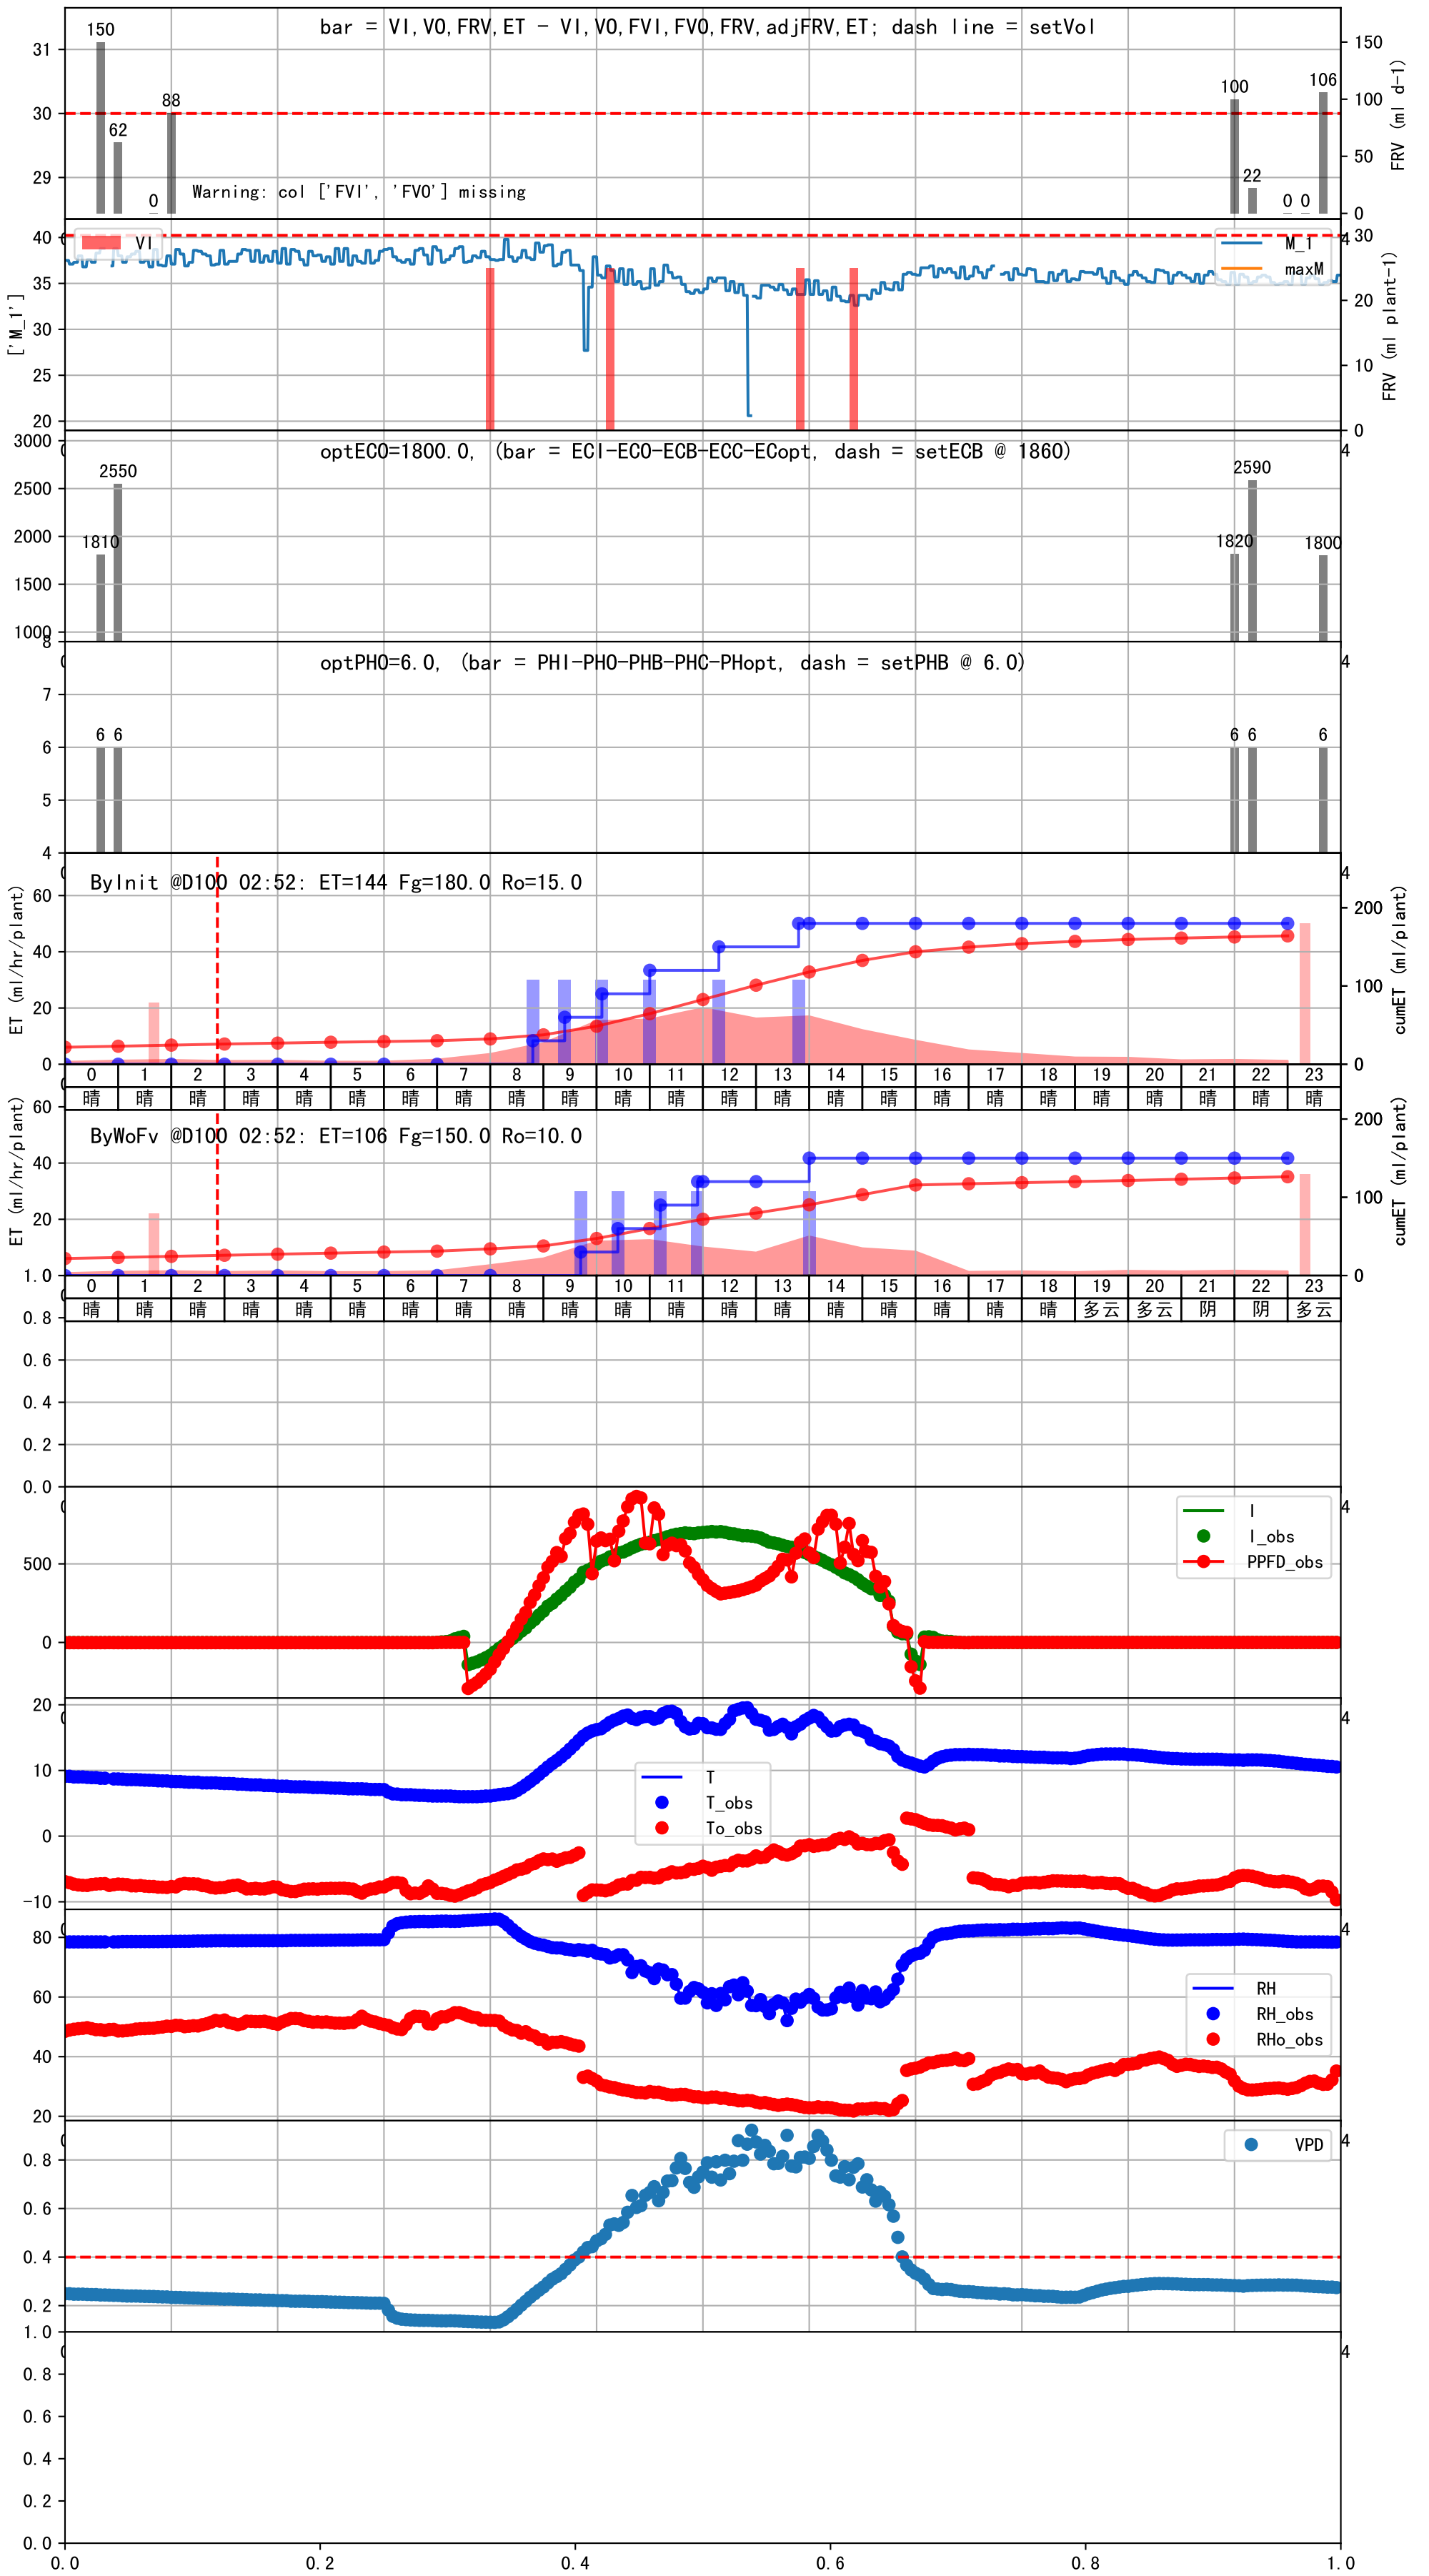 bar = VI,VO,FRV,ET - VI,VO,FVI,FVO,FRV,adjFRV,ET; dash line = setVol
150
62
0
88
100
22
0 0
106
31
30
29
150
100
50
0
FRV (ml d-1)
Warning: col ['FVI', 'FVO'] missing
VI
M_1
maxM
40
35
30
25
20
['M_1']
30
20
10
0
FRV (ml plant-1)
4
optECO=1800.0, (bar = ECI-ECO-ECB-ECC-ECopt, dash = setECB @ 1860)
3000
2500
2000
1500
1000
1810
2550
1820
2590
1800
4
optPHO=6.0, (bar = PHI-PHO-PHB-PHC-PHopt, dash = setPHB @ 6.0)
8
7
6
5
4
6 6
6 6
6
4
ByInit @D100 02:52: ET=144 Fg=180.0 Ro=15.0
60
40
20
0
ET (ml/hr/plant)
200
100
0
cumET (ml/plant)
4
0 1 2 3 4 5 6 7 8 9 10 11 12 13 14 15 16 17 18 19 20 21 22 23
晴 晴 晴 晴 晴 晴 晴 晴 晴 晴 晴 晴 晴 晴 晴 晴 晴 晴 晴 晴 晴 晴 晴 晴
ByWoFv @D100 02:52: ET=106 Fg=150.0 Ro=10.0
60
40
20
ET (ml/hr/plant)
200
100
0
cumET (ml/plant)
0 1 2 3 4 5 6 7 8 9 10 11 12 13 14 15 16 17 18 19 20 21 22 23
晴 晴 晴 晴 晴 晴 晴 晴 晴 晴 晴 晴 晴 晴 晴 晴 晴 晴 晴 多云 多云 阴 阴 多云
1.0
0.8
0.6
0.4
0.2
0.0
I
I_obs
PPFD_obs
500
0
4
T
T_obs
To_obs
20
10
0
-10
4
RH
RH_obs
RHo_obs
80
60
40
20
4
VPD
0.8
0.6
0.4
0.2
4
1.0
0.8
0.6
0.4
0.2
0.0
4
0.0 0.2 0.4 0.6 0.8 1.0